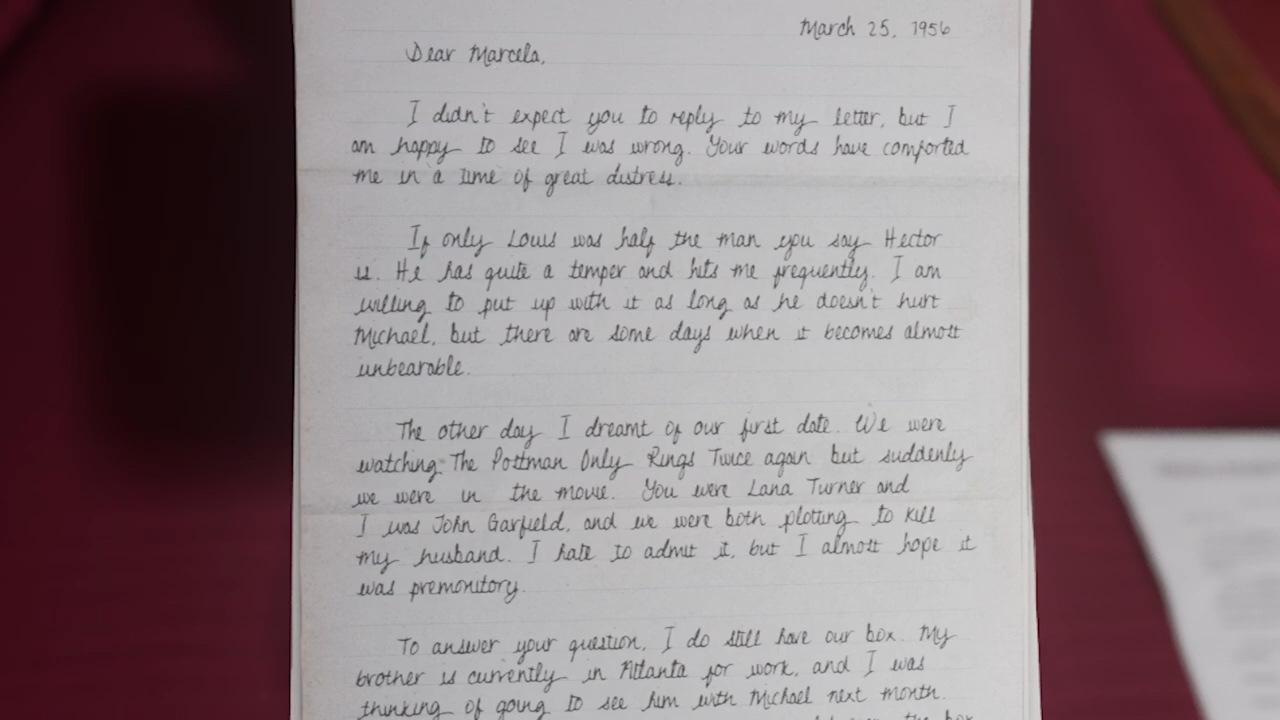 March 25, 1956
Dear Marcela,
I didn't expect you to reply to my letter, but I
am happy to see I was wrong. Your words have comforted
me in a time of great distress.
If only Louis was half the man you say Hector
is. He has quite a temper and hits me frequently. I am
willing to put up with it as long as he doesn't hurt
Michael, but there are some days when it becomes almost
unbearable.
The other day I dreamt of our first date. We were
watching The Postman Only Rings Twice again but suddenly
we were in the movie. You were Lana Turner and
I was John Garfield, and we were both plotting to kill
my husband. I hate to admit it, but I almost hope it
was premonitory.
To answer your question, I do still have our box. My
brother is currently in Atlanta for work, and I was
thinking of going to see him with Michael next month.
the box